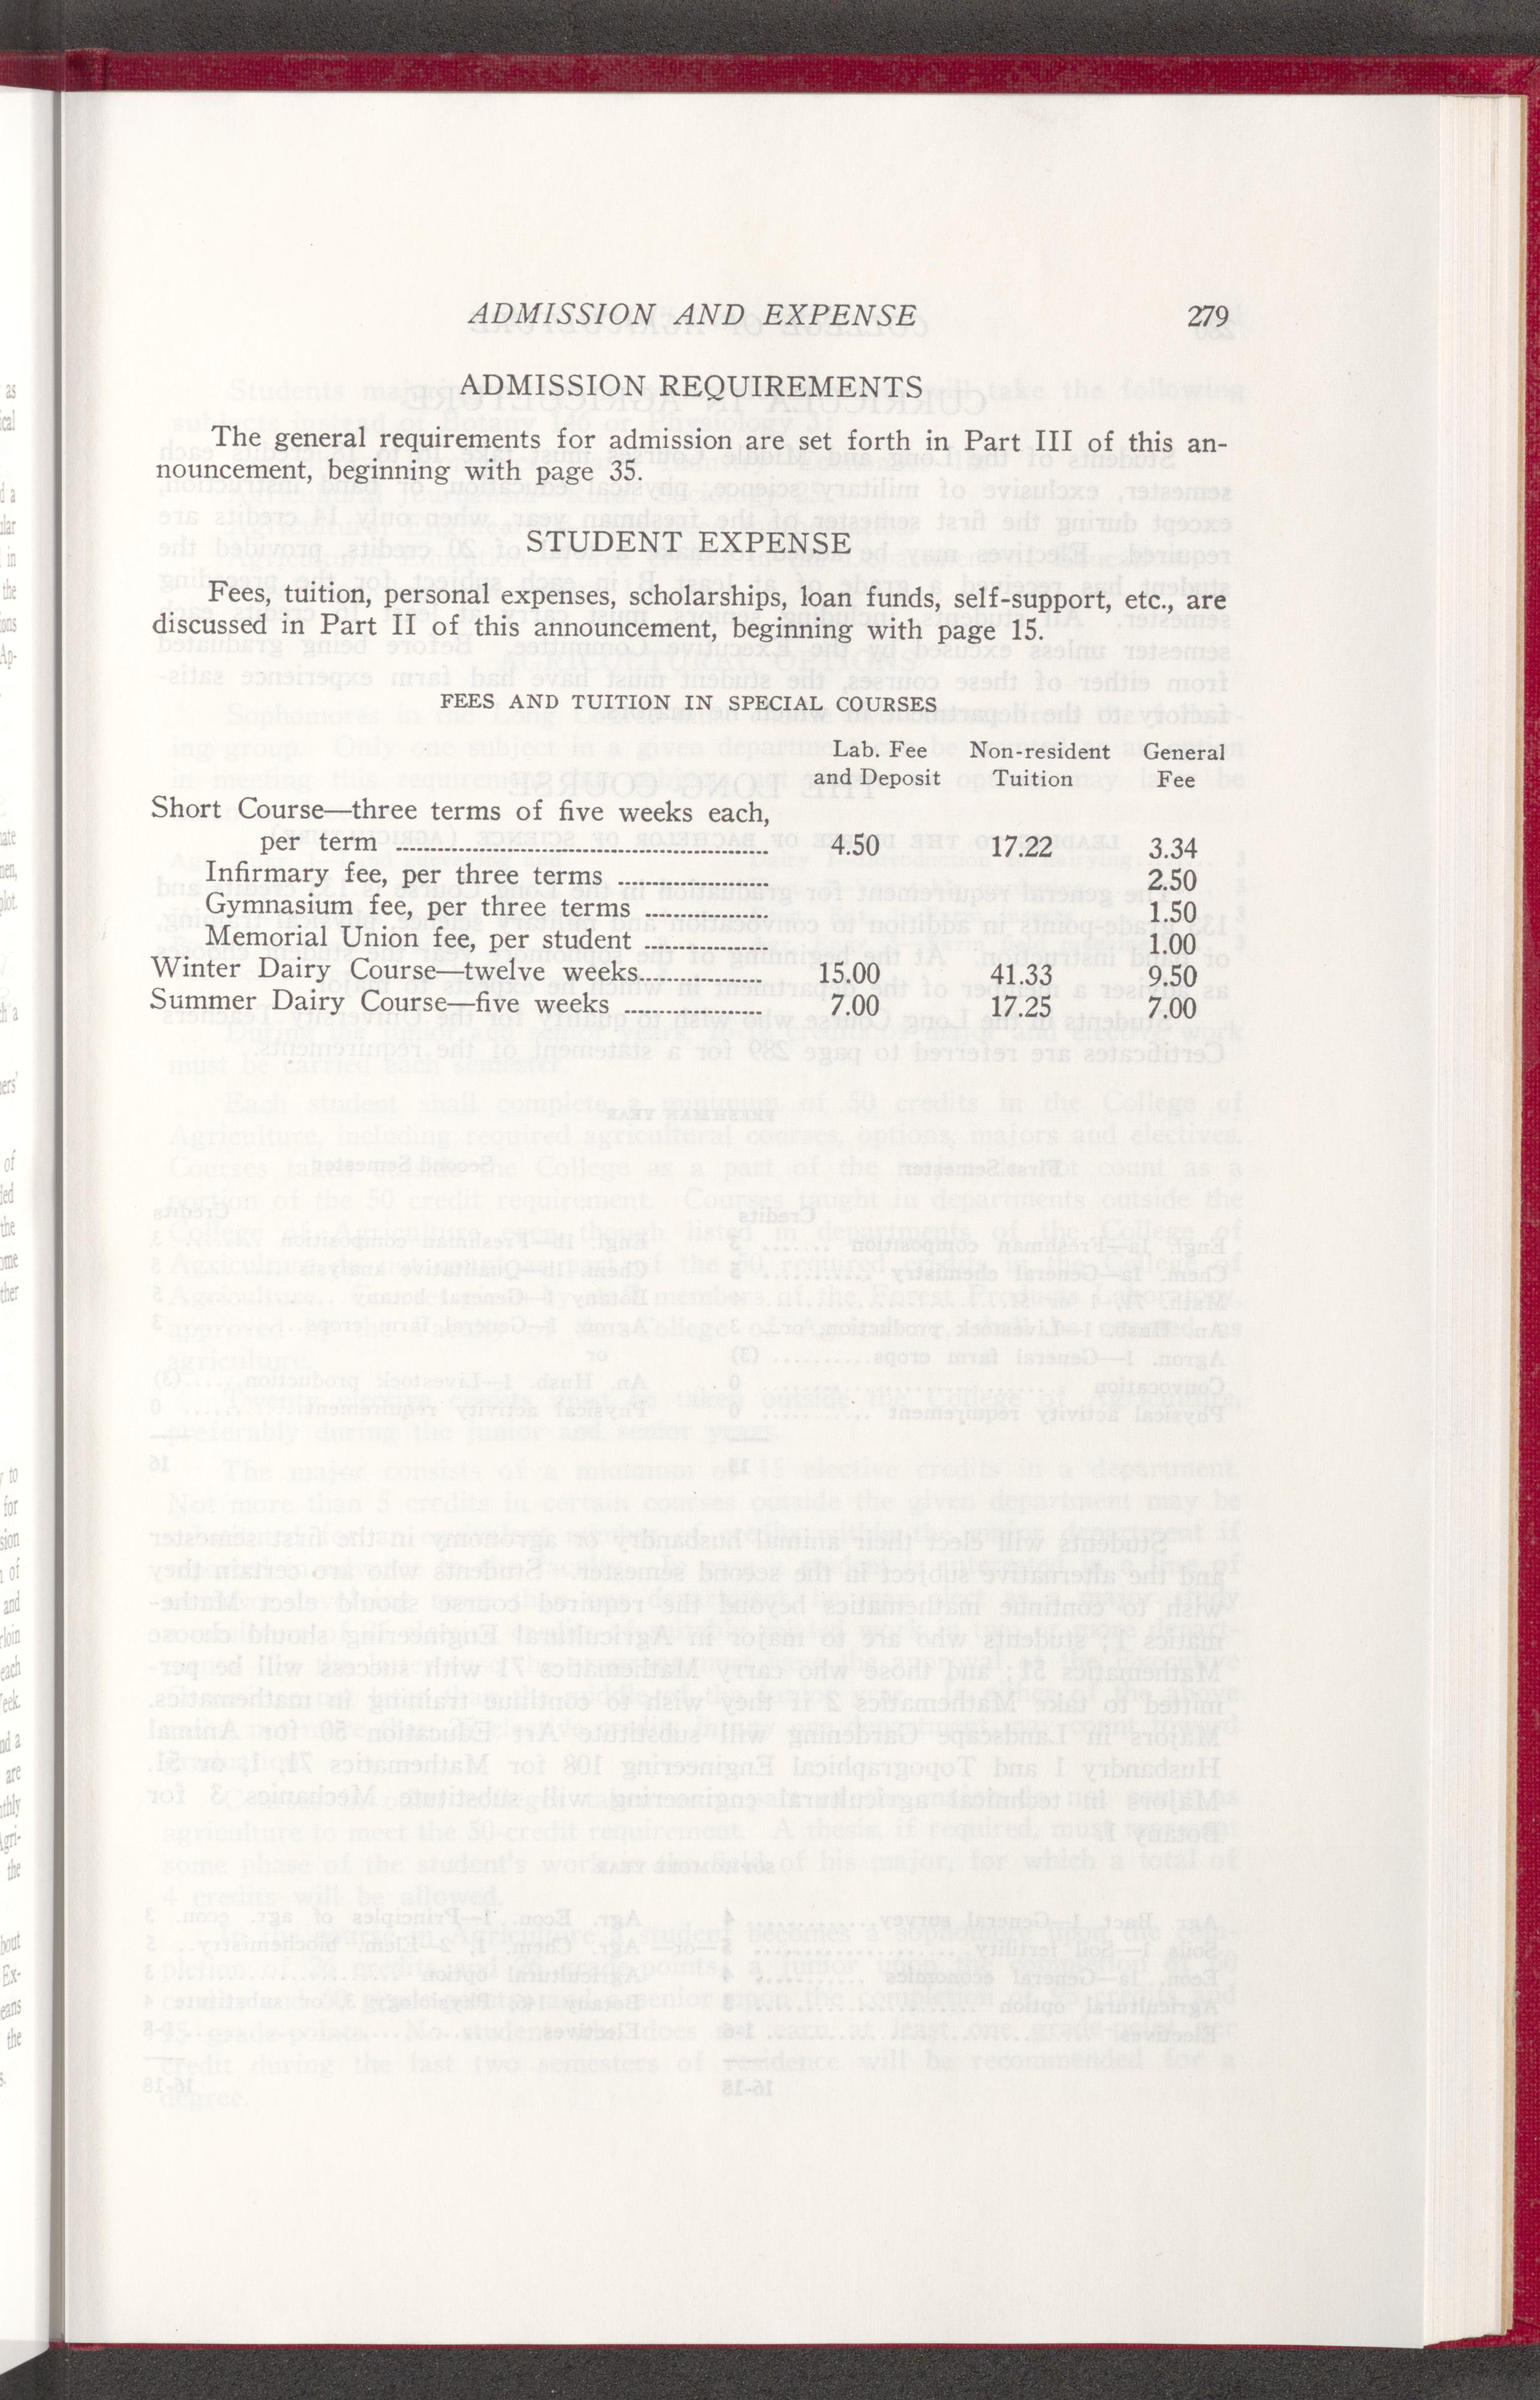 ADMISSION AND EXPENSE 279
ADMISSION REQUIREMENTS
The general requirements for admission are set forth in Part III of this an-
nouncement, beginning with page 35.
STUDENT EXPENSE
Fees, tuition, personal expenses, scholarships, loan funds, self-support, etc., are
discussed in Part II of this announcement, beginning with page 15.
FEES AND TUITION IN SPECIAL COURSES
Lab. Fee Non-resident General
and Deposit Tuition Fee
Short Course—three terms of five weeks each,
per term 4.50 17.22 3.34
Infirmary fee, per three terms 2.50
Gymnasium fee, per three terms 1.50
Memorial Union fee, per student 1.00
Winter Dairy Course—twelve weeks 15.00 41.33 9.50
Summer Dairy Course—five weeks 7.00 17.25 7.00